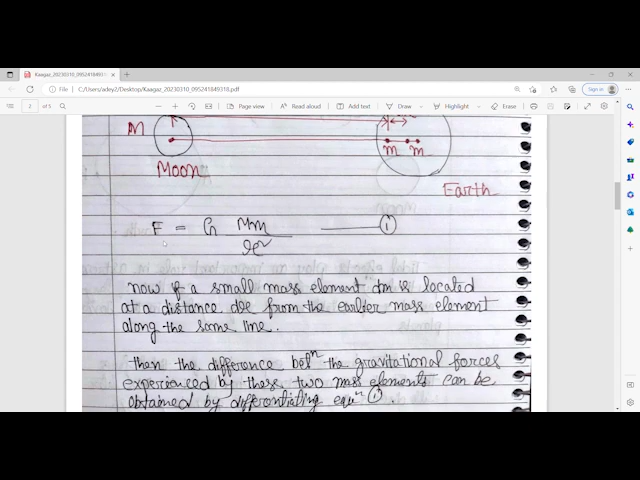 Kaagaz_20230310_095241849318.p
File
C:/Users/adey2/Desktop/Kaagaz_20230310_095241849318.pdf
Sign in
2 of 5
Page view
Read aloud
Add text
Draw
Highlight
Erase
M
m m
Moon
Earth
F = G Mm / r² ——— ①
now if a small mass element dm is located
at a distance dr from the earlier mass element
along the same line.
Then the difference betⁿ the gravitational forces
experienced by these two mass elements can be
obtained by differentiating equⁿ ①.